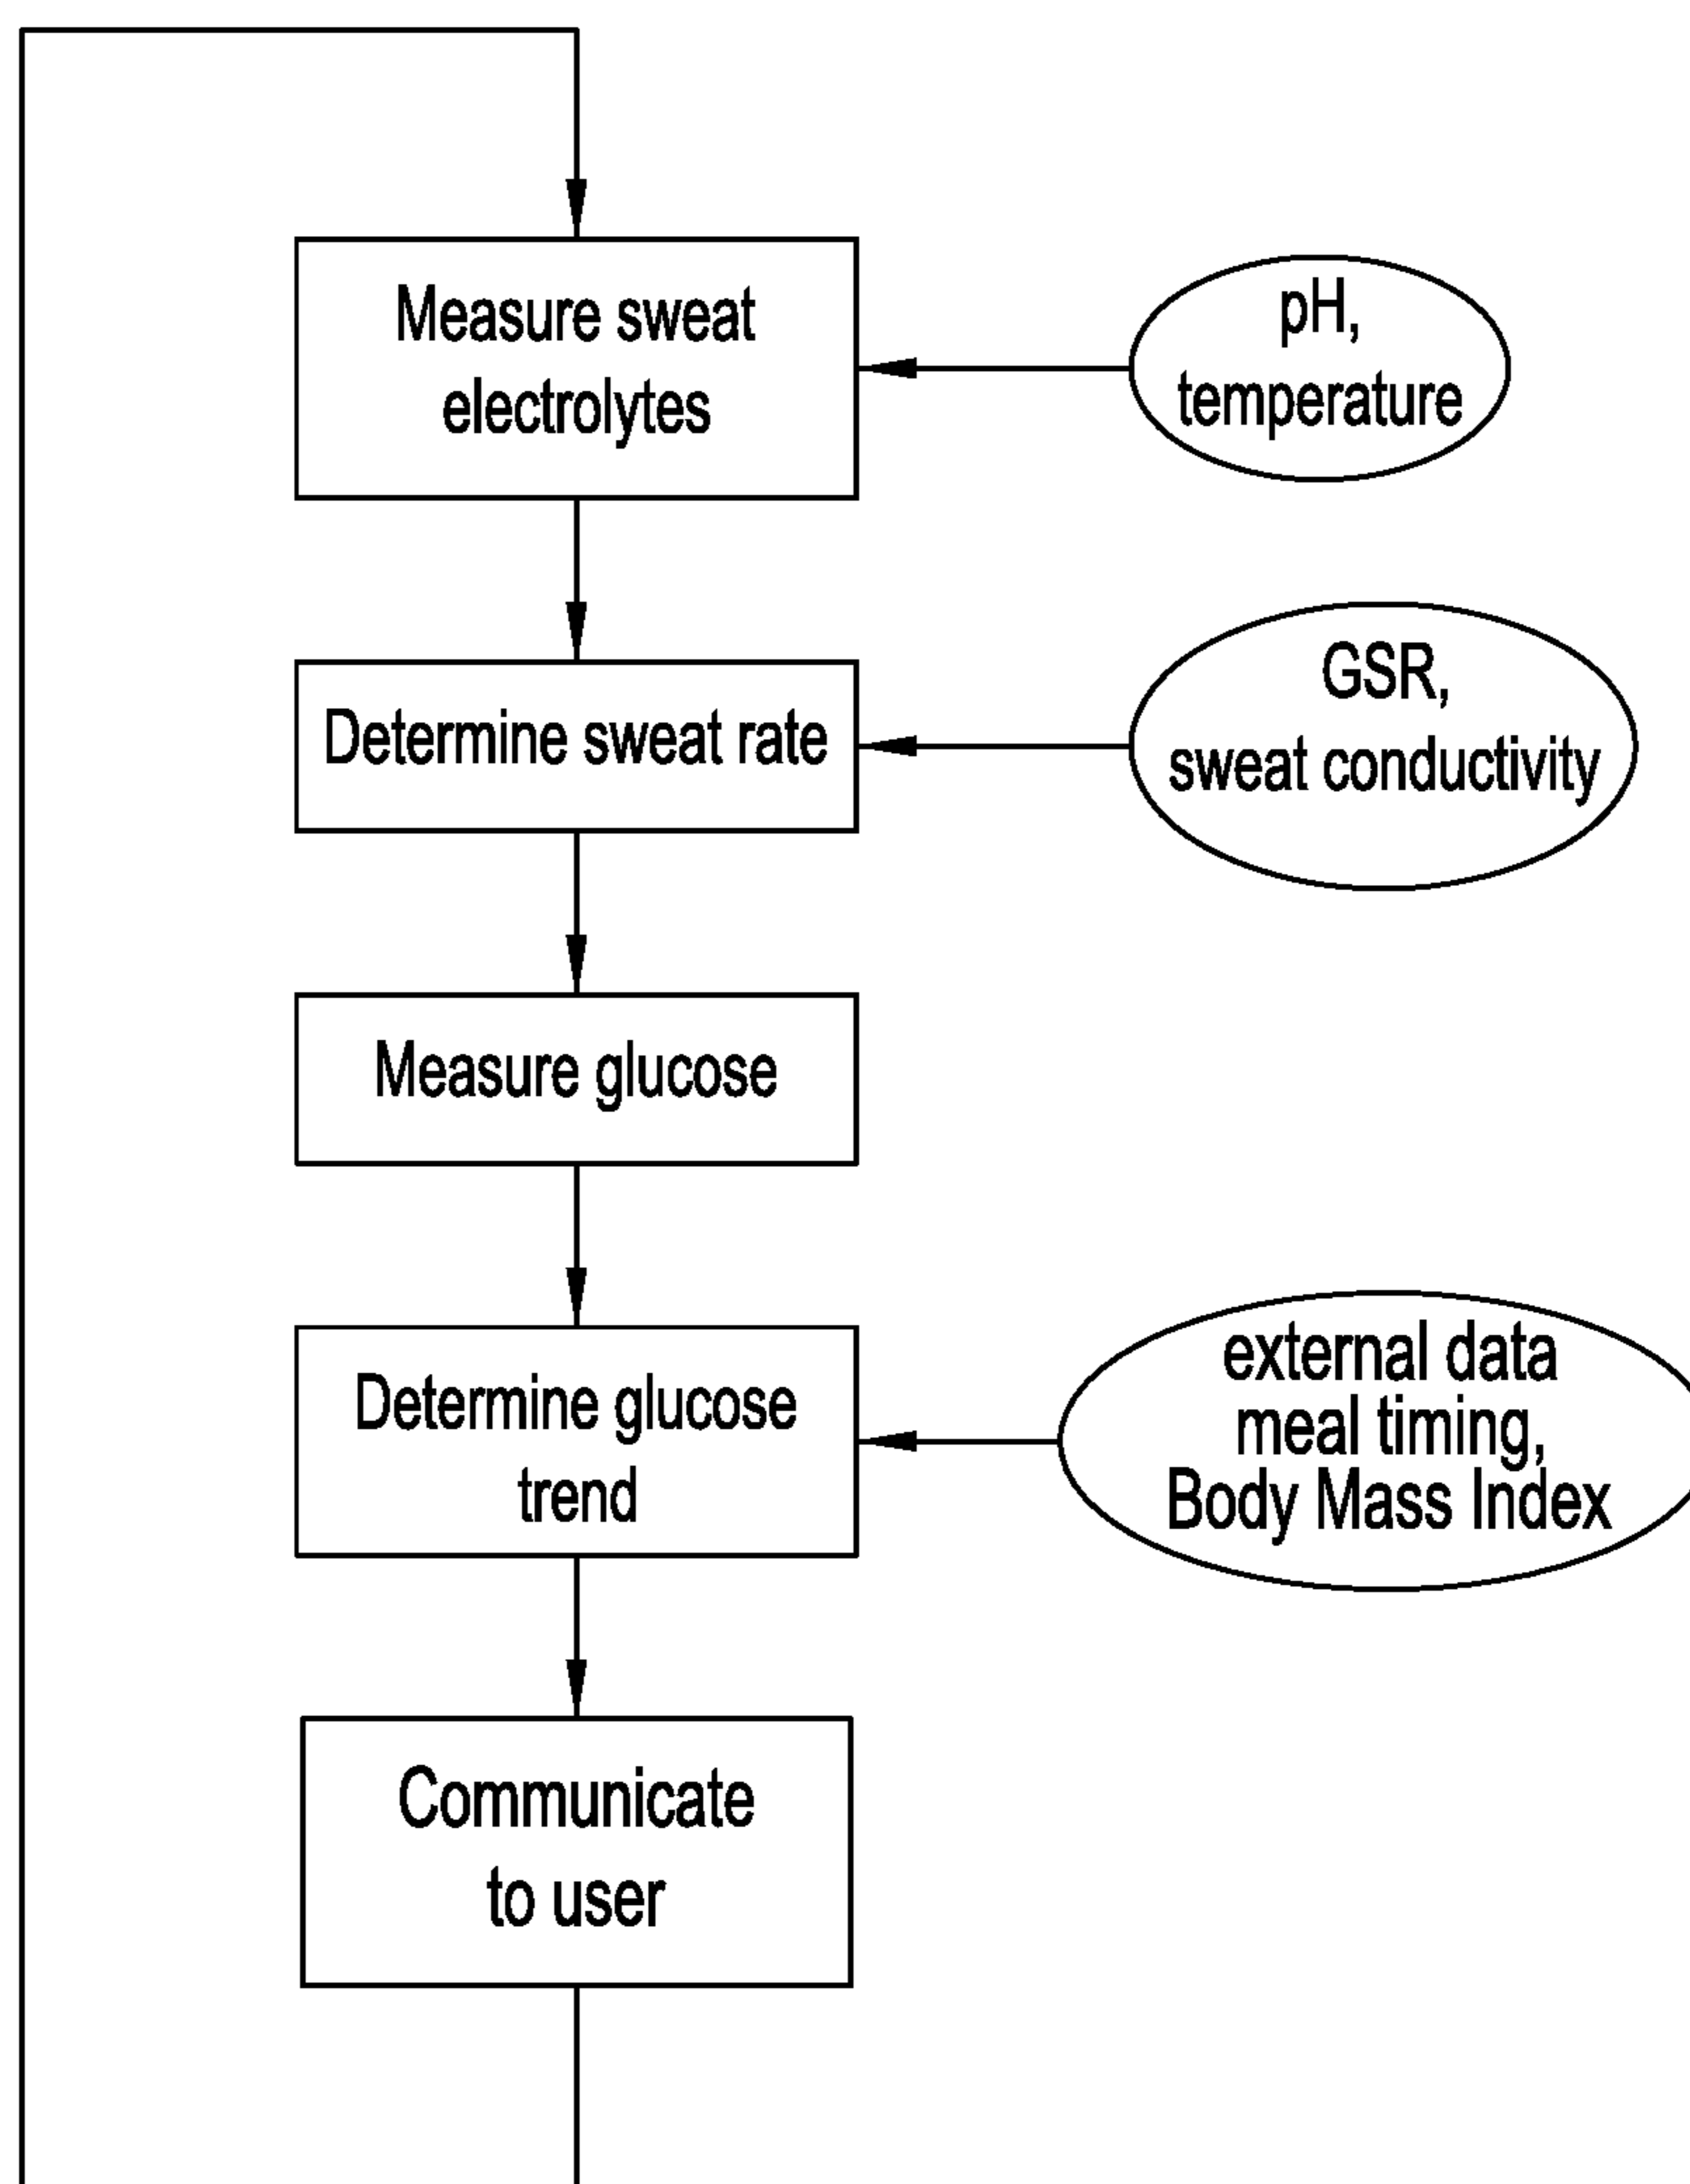 Measure sweat
electrolytes
pH,
temperature
Determine sweat rate
GSR,
sweat conductivity
Measure glucose
Determine glucose
trend
external data
meal timing,
Body Mass Index
Communicate
to user